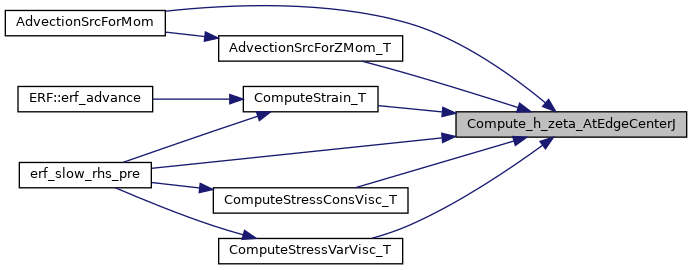 AdvectionSrcForMom
AdvectionSrcForZMom_T
ERF::erf_advance
ComputeStrain_T
Compute_h_zeta_AtEdgeCenterJ
erf_slow_rhs_pre
ComputeStressConsVisc_T
ComputeStressVarVisc_T